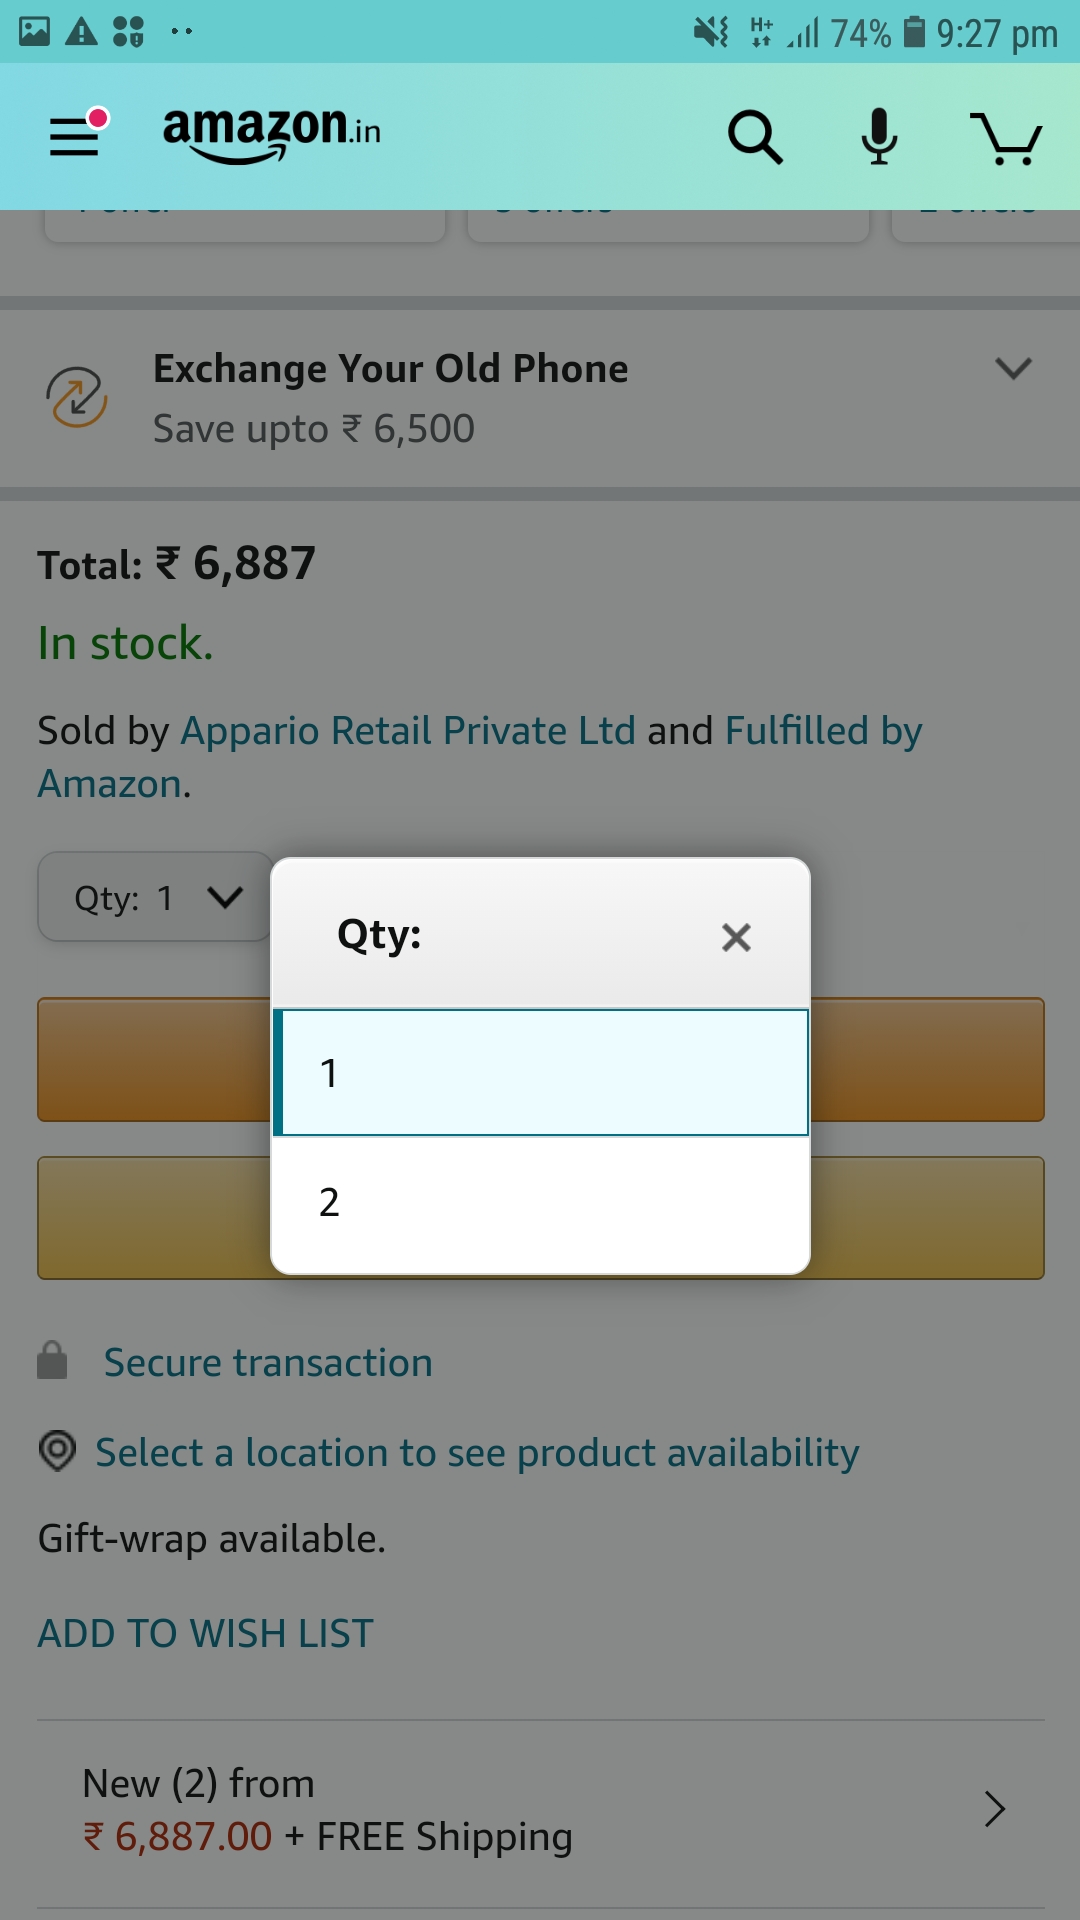 H+ 74% 9:27 pm
amazon.in
Exchange Your Old Phone
Save upto ₹ 6,500
Total: ₹ 6,887
In stock.
Sold by Appario Retail Private Ltd and Fulfilled by
Amazon.
Qty: 1
Qty:
1
2
Secure transaction
Select a location to see product availability
Gift-wrap available.
ADD TO WISH LIST
New (2) from
₹ 6,887.00 + FREE Shipping